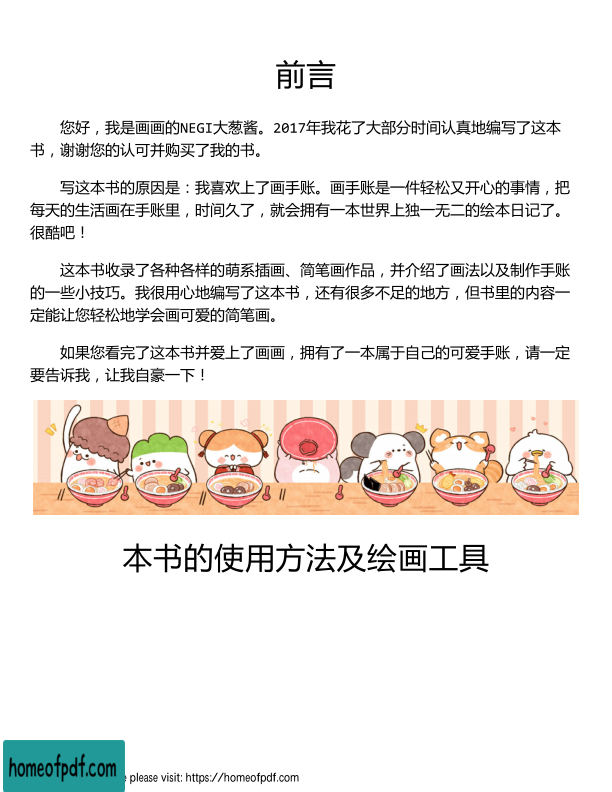 前言
您好，我是画画的NEGI大葱酱。2017年我花了大部分时间认真地编写了这本
书，谢谢您的认可并购买了我的书。
写这本书的原因是：我喜欢上了画手账。画手账是一件轻松又开心的事情，把
每天的生活画在手账里，时间久了，就会拥有一本世界上独一无二的绘本日记了。
很酷吧！
这本书收录了各种各样的萌系插画、简笔画作品，并介绍了画法以及制作手账
的一些小技巧。我很用心地编写了这本书，还有很多不足的地方，但书里的内容一
定能让您轻松地学会画可爱的简笔画。
如果您看完了这本书并爱上了画画，拥有了一本属于自己的可爱手账，请一定
要告诉我，让我自豪一下！
本书的使用方法及绘画工具
homeofpdf.com
e please visit: https://homeofpdf.com